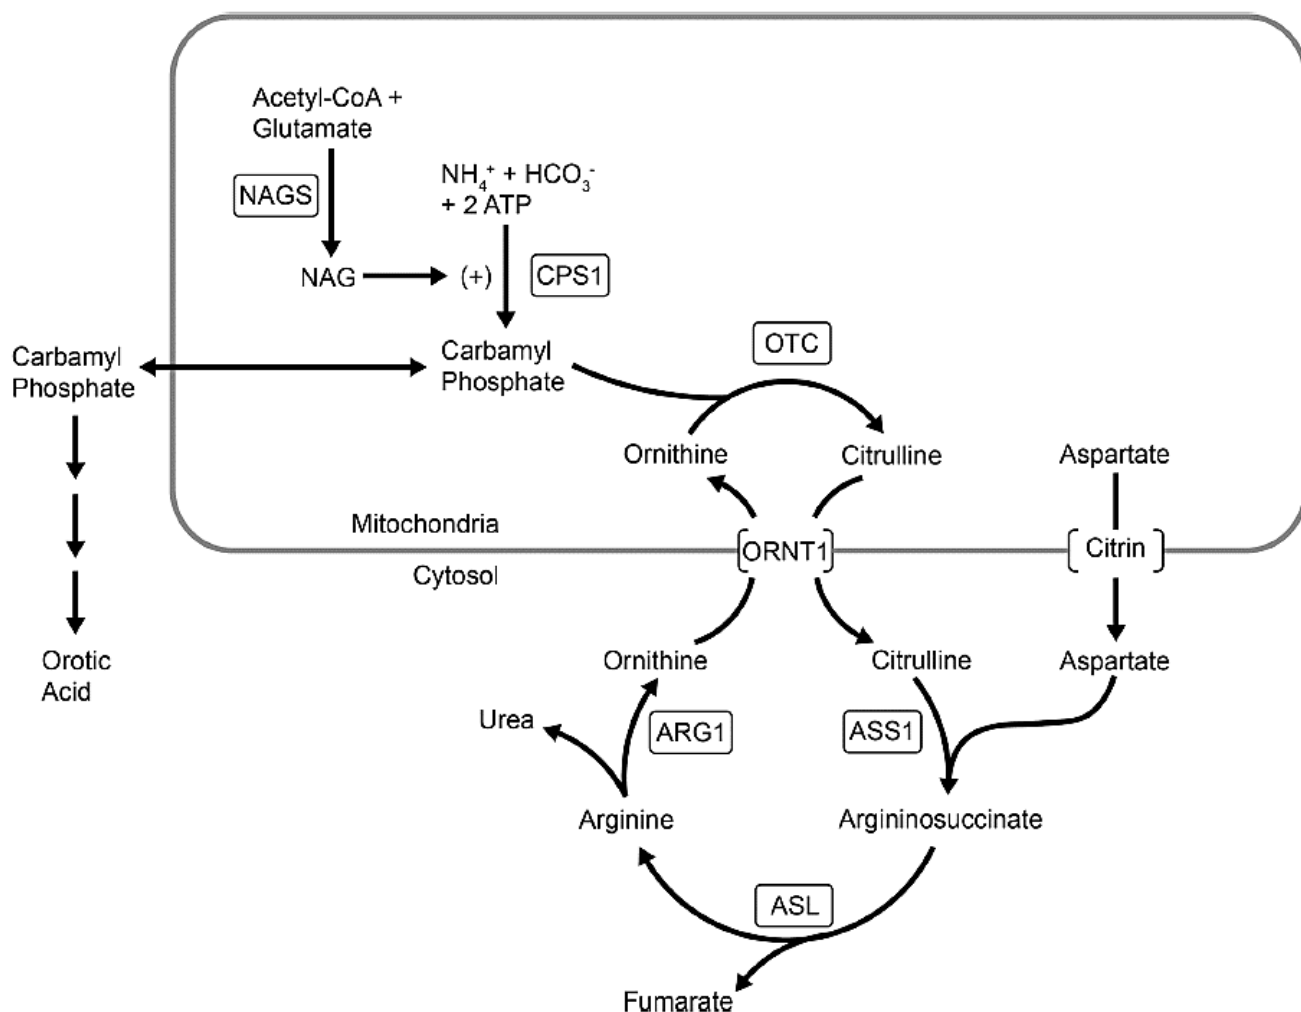 Acetyl-CoA +
Glutamate
NAGS
NH₄⁺ + HCO₃⁻
+ 2 ATP
NAG
(+)
CPS1
Carbamyl
Phosphate
Carbamyl
Phosphate
OTC
Ornithine
Citrulline
Aspartate
Mitochondria
ORNT1
Citrin
Cytosol
Orotic
Acid
Ornithine
Citrulline
Aspartate
Urea
ARG1
ASS1
Arginine
Argininosuccinate
ASL
Fumarate